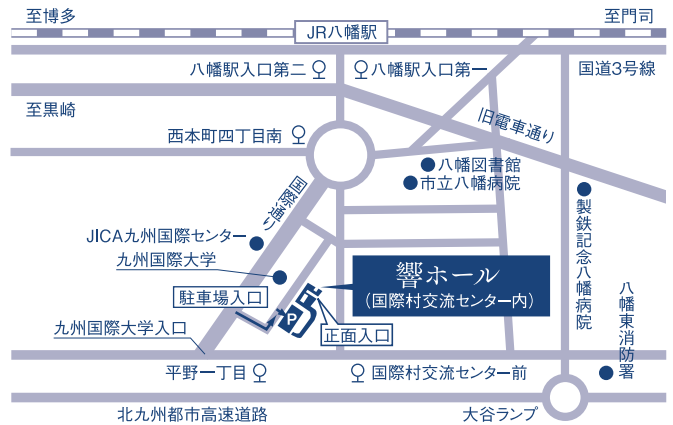 至博多
至門司
JR八幡駅
八幡駅入口第二
八幡駅入口第一
国道3号線
至黒崎
旧電車通り
西本町四丁目南
八幡図書館
市立八幡病院
国際通り
製鉄記念八幡病院
JICA九州国際センター
九州国際大学
響ホール
(国際村交流センター内)
駐車場入口
P
正面入口
八幡東消防署
九州国際大学入口
平野一丁目
国際村交流センター前
北九州都市高速道路
大谷ランプ